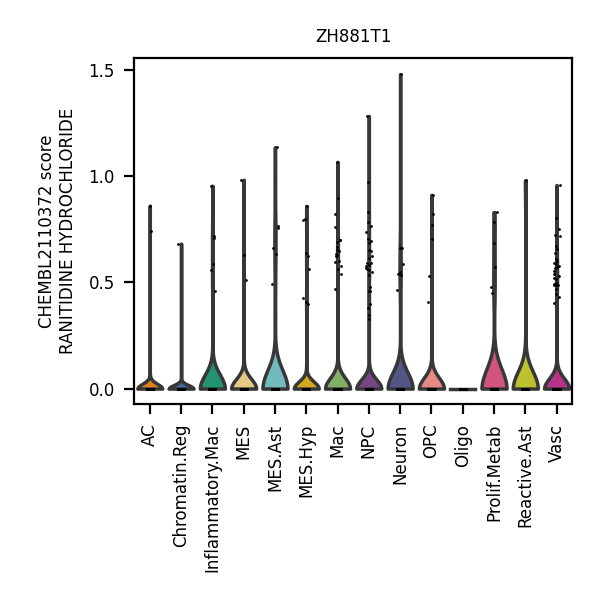 ZH881T1
CHEMBL2110372 score
RANITIDINE HYDROCHLORIDE
1.5
1.0
0.5
0.0
AC
Chromatin.Reg
Inflammatory.Mac
MES
MES.Ast
MES.Hyp
Mac
NPC
Neuron
OPC
Oligo
Prolif.Metab
Reactive.Ast
Vasc